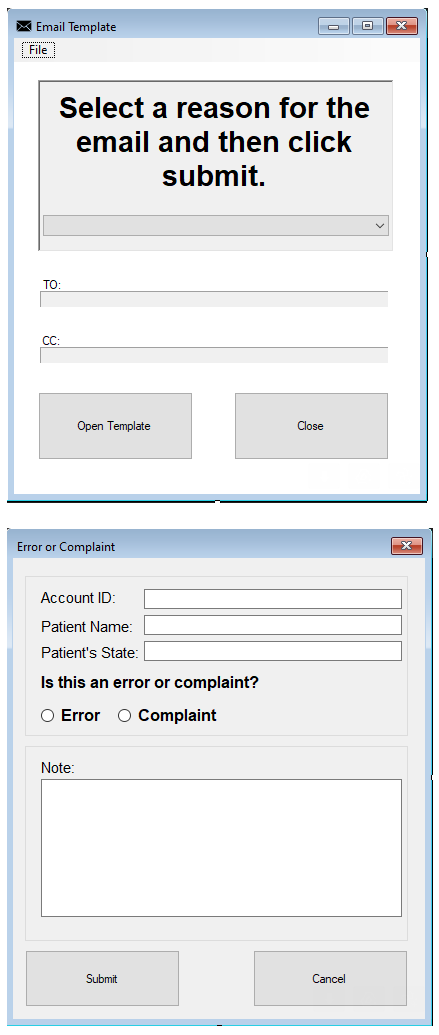 Email Template
File
Select a reason for the
email and then click
submit.
TO:
CC:
Open Template Close
Error or Complaint
Account ID:
Patient Name:
Patient's State:
Is this an error or complaint?
Error Complaint
Note:
Submit Cancel